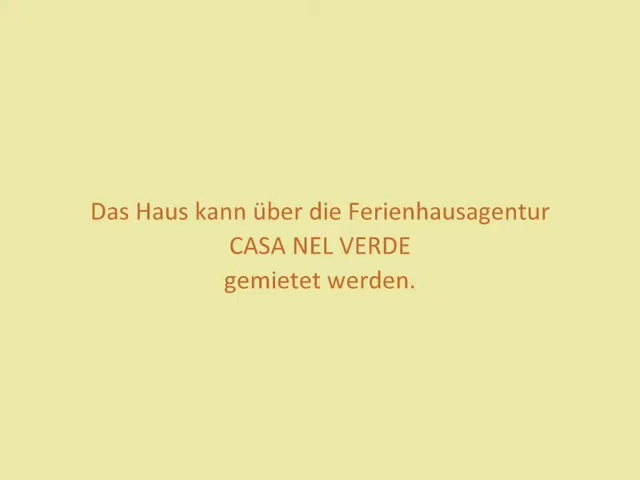 Das Haus kann über die Ferienhausagentur
CASA NEL VERDE
gemietet werden.